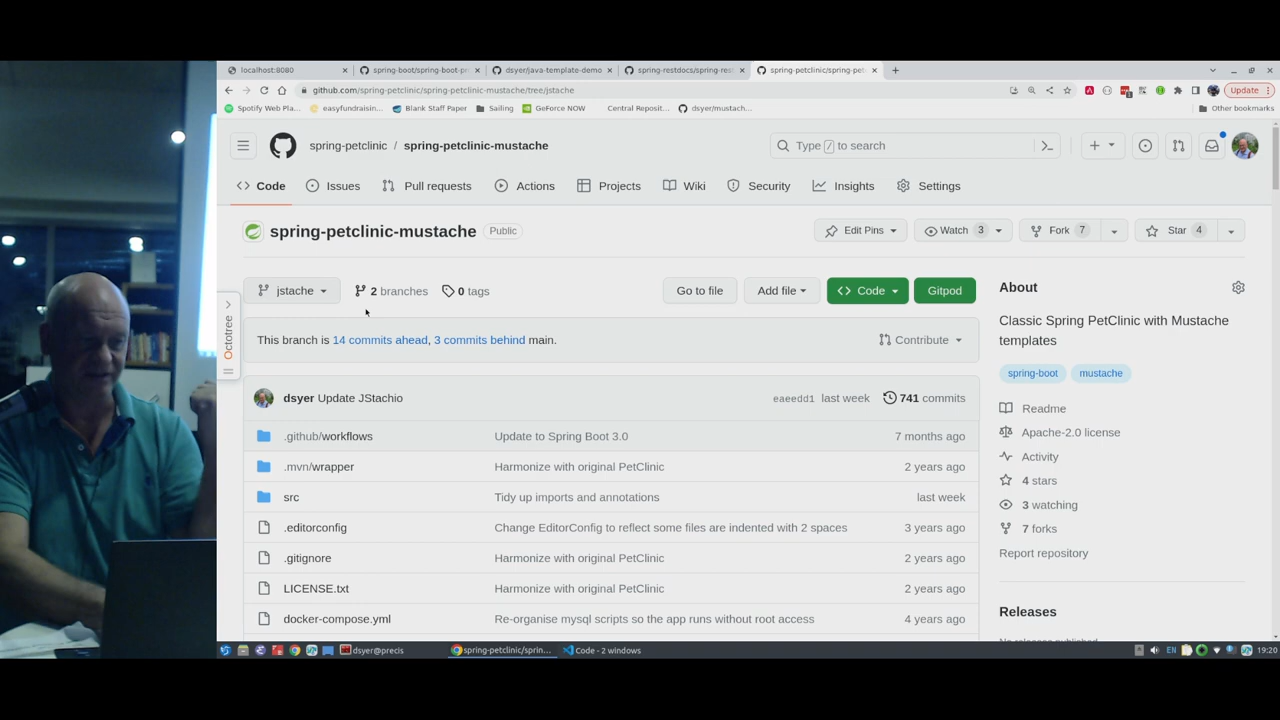 localhost:8080
spring-boot/spring-boot-pr
dsyer/java-template-demo
spring-restdocs/spring-res
spring-petclinic/spring-pet
github.com/spring-petclinic/spring-petclinic-mustache/tree/jstache
Update
Spotify Web Pla...
easyfundraisin...
Blank Staff Paper
Sailing
GeForce NOW
Central Reposit...
dsyer/mustach...
Other bookmarks
spring-petclinic / spring-petclinic-mustache
Type / to search
Code
Issues
Pull requests
Actions
Projects
Wiki
Security
Insights
Settings
spring-petclinic-mustache Public
Edit Pins
Watch 3
Fork 7
Star 4
jstache
2 branches
0 tags
Go to file
Add file
Code
Gitpod
Octotree
This branch is 14 commits ahead, 3 commits behind main.
Contribute
dsyer Update JStachio eaeedd1 last week 741 commits
.github/workflows Update to Spring Boot 3.0 7 months ago
.mvn/wrapper Harmonize with original PetClinic 2 years ago
src Tidy up imports and annotations last week
.editorconfig Change EditorConfig to reflect some files are indented with 2 spaces 3 years ago
.gitignore Harmonize with original PetClinic 2 years ago
LICENSE.txt Harmonize with original PetClinic 2 years ago
docker-compose.yml Re-organise mysql scripts so the app runs without root access 4 years ago
About
Classic Spring PetClinic with Mustache
templates
spring-boot
mustache
Readme
Apache-2.0 license
Activity
4 stars
3 watching
7 forks
Report repository
Releases
No releases published
dsyer@precis
spring-petclinic/sprin...
Code - 2 windows
EN
19:20